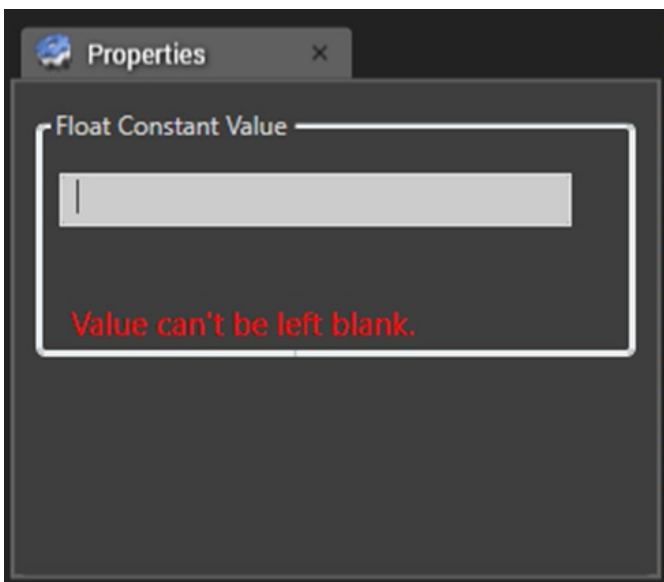 Properties ×
Float Constant Value
Value can't be left blank.